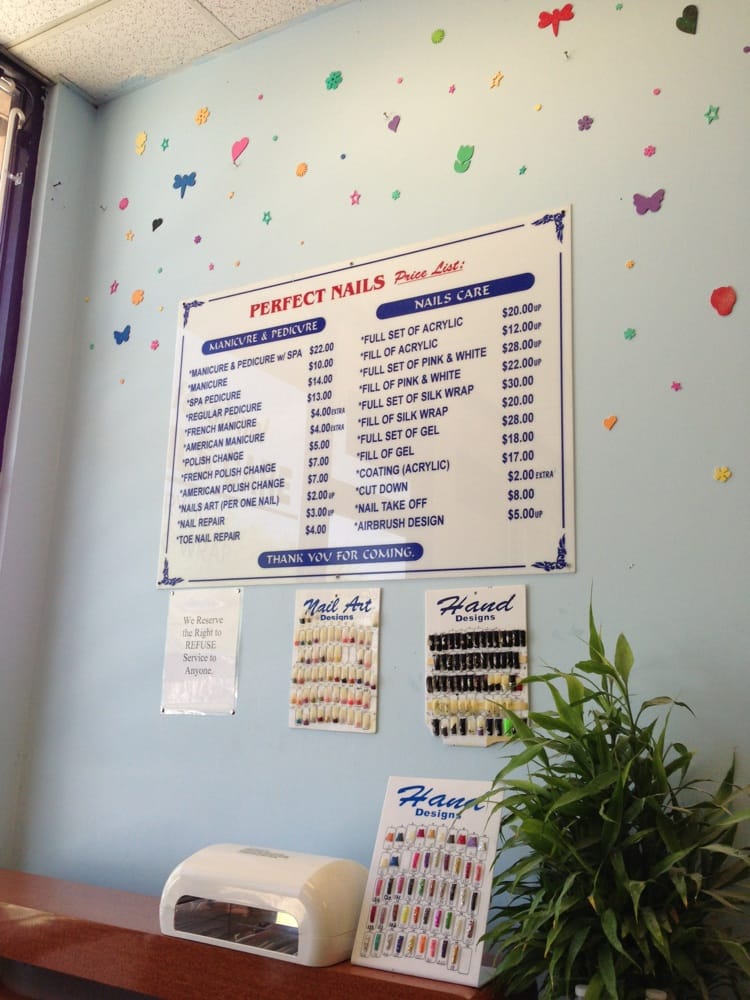 PERFECT NAILS Price List:
MANICURE & PEDICURE
*MANICURE & PEDICURE w/ SPA $22.00
*MANICURE $10.00
*SPA PEDICURE $14.00
*REGULAR PEDICURE $13.00
*FRENCH MANICURE $4.00 EXTRA
*AMERICAN MANICURE $4.00 EXTRA
*POLISH CHANGE $5.00
*FRENCH POLISH CHANGE $7.00
*AMERICAN POLISH CHANGE $7.00
*NAILS ART (PER ONE NAIL) $2.00 UP
*NAIL REPAIR $3.00 UP
*TOE NAIL REPAIR $4.00
NAILS CARE
*FULL SET OF ACRYLIC $20.00 UP
*FILL OF ACRYLIC $12.00 UP
*FULL SET OF PINK & WHITE $28.00 UP
*FILL OF PINK & WHITE $22.00 UP
*FULL SET OF SILK WRAP $30.00
*FILL OF SILK WRAP $20.00
*FULL SET OF GEL $28.00
*FILL OF GEL $18.00
*COATING (ACRYLIC) $17.00
*CUT DOWN $2.00 EXTRA
*NAIL TAKE OFF $8.00
*AIRBRUSH DESIGN $5.00 UP
THANK YOU FOR COMING.
We Reserve
the Right to
REFUSE
Service to
Anyone.
Nail Art
Designs
Hand
Designs
Hand
Designs